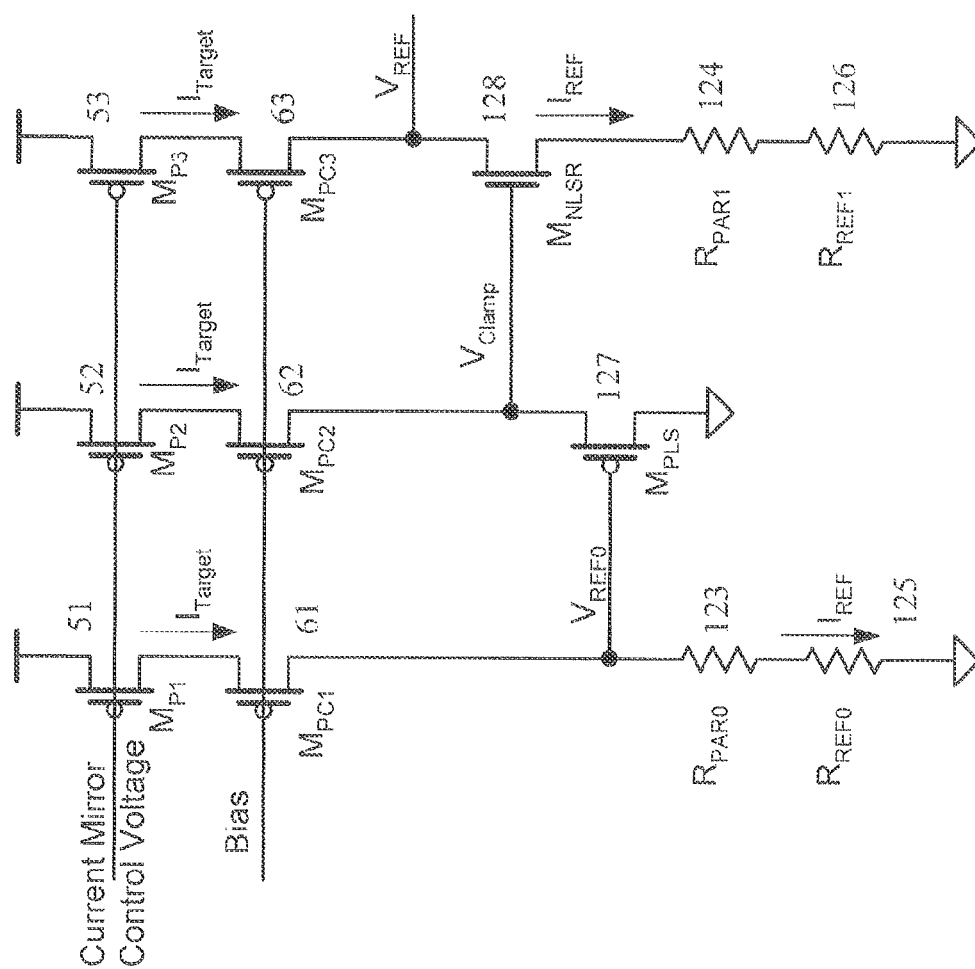 51
52
53
I_Target
I_Target
I_Target
M_P1
M_P2
M_P3
Current Mirror
Control Voltage
61
62
63
Bias
M_PC1
M_PC2
M_PC3
V_REF
V_Clamp
128
M_NLSR
I_REF
V_REF0
127
M_PLS
R_PAR0
123
R_PAR1
124
R_REF0
I_REF
125
R_REF1
126